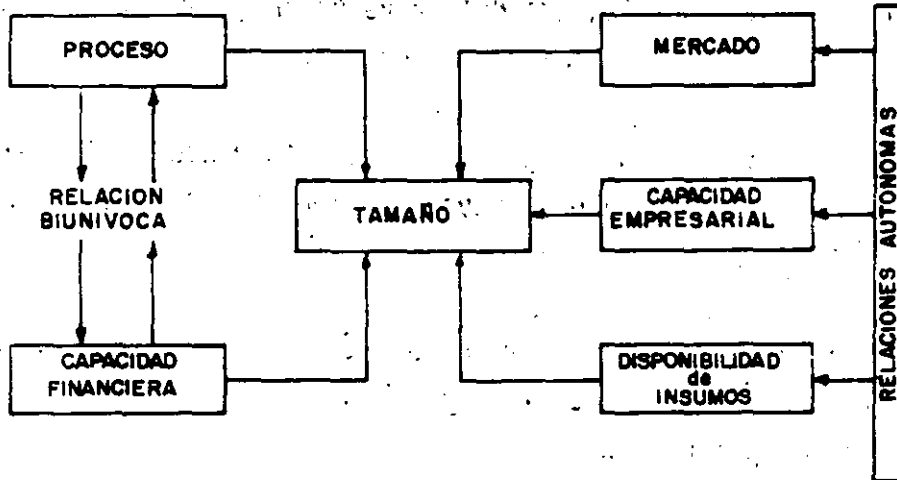 PROCESO
MERCADO
RELACION
BIUNIVOCA
TAMAÑO
CAPACIDAD
EMPRESARIAL
CAPACIDAD
FINANCIERA
DISPONIBILIDAD
de
INSUMOS
RELACIONES AUTONOMAS